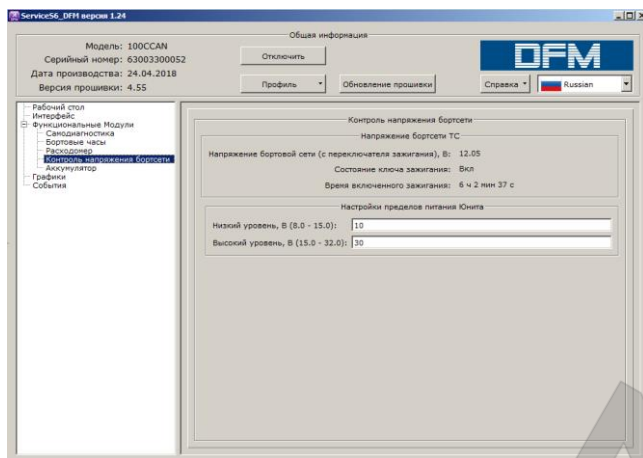 ServiceS6_DFM версия 1.24
Общая информация
Модель: 100CCAN
Серийный номер: 63003300052
Дата производства: 24.04.2018
Версия прошивки: 4.55
Отключить
Профиль
Обновление прошивки
DFM
Справка
Russian
Рабочий стол
Интерфейс
Функциональные Модули
Самодиагностика
Бортовые часы
Расходомер
Контроль напряжения бортсети
Аккумулятор
Графики
События
Контроль напряжения бортсети
Напряжение бортсети ТС
Напряжение бортовой сети (с переключателя зажигания), В: 12.05
Состояние ключа зажигания: Вкл
Время включенного зажигания: 6 ч 2 мин 37 с
Настройки пределов питания Юнита
Низкий уровень, В (8.0 - 15.0): 10
Высокий уровень, В (15.0 - 32.0): 30